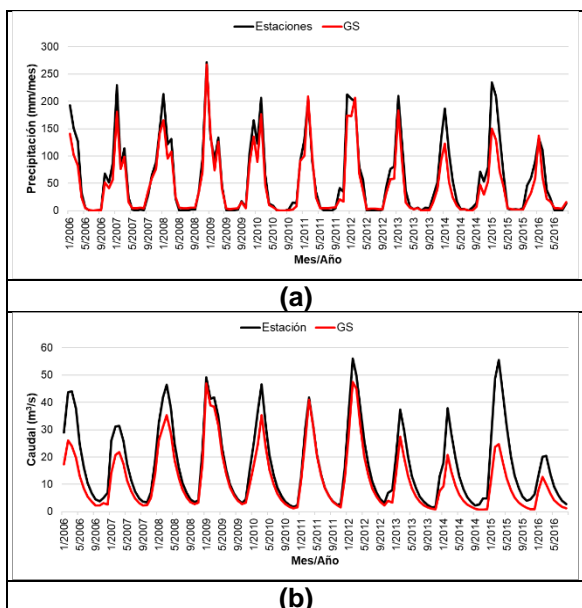 Estaciones GS
Precipitación (mm/mes)
300
250
200
150
100
50
0
1/2006 5/2006 9/2006 1/2007 5/2007 9/2007 1/2008 5/2008 9/2008 1/2009 5/2009 9/2009 1/2010 5/2010 9/2010 1/2011 5/2011 9/2011 1/2012 5/2012 9/2012 1/2013 5/2013 9/2013 1/2014 5/2014 9/2014 1/2015 5/2015 9/2015 1/2016 5/2016
Mes/Año
(a)
Estación GS
Caudal (m³/s)
60
50
40
30
20
10
0
1/2006 5/2006 9/2006 1/2007 5/2007 9/2007 1/2008 5/2008 9/2008 1/2009 5/2009 9/2009 1/2010 5/2010 9/2010 1/2011 5/2011 9/2011 1/2012 5/2012 9/2012 1/2013 5/2013 9/2013 1/2014 5/2014 9/2014 1/2015 5/2015 9/2015 1/2016 5/2016
Mes/Año
(b)